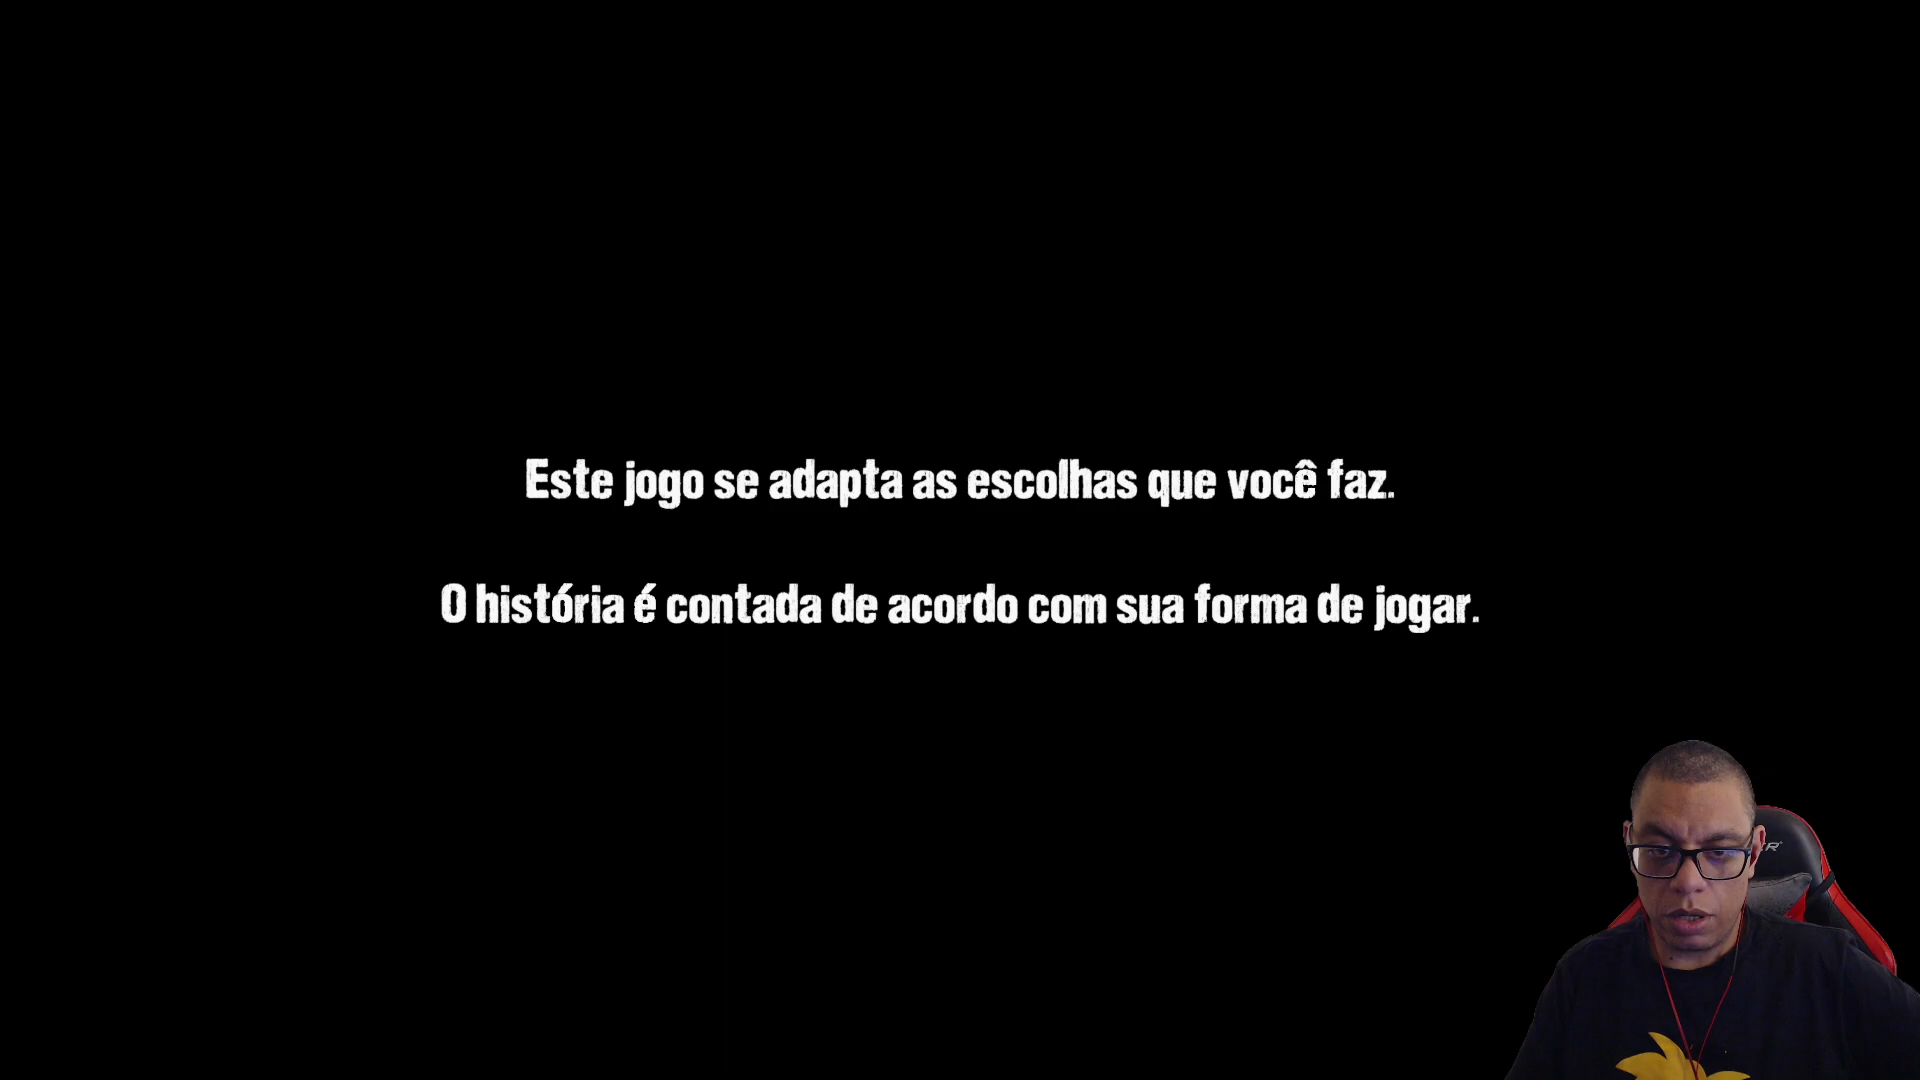 Este jogo se adapta as escolhas que você faz.
O história é contada de acordo com sua forma de jogar.